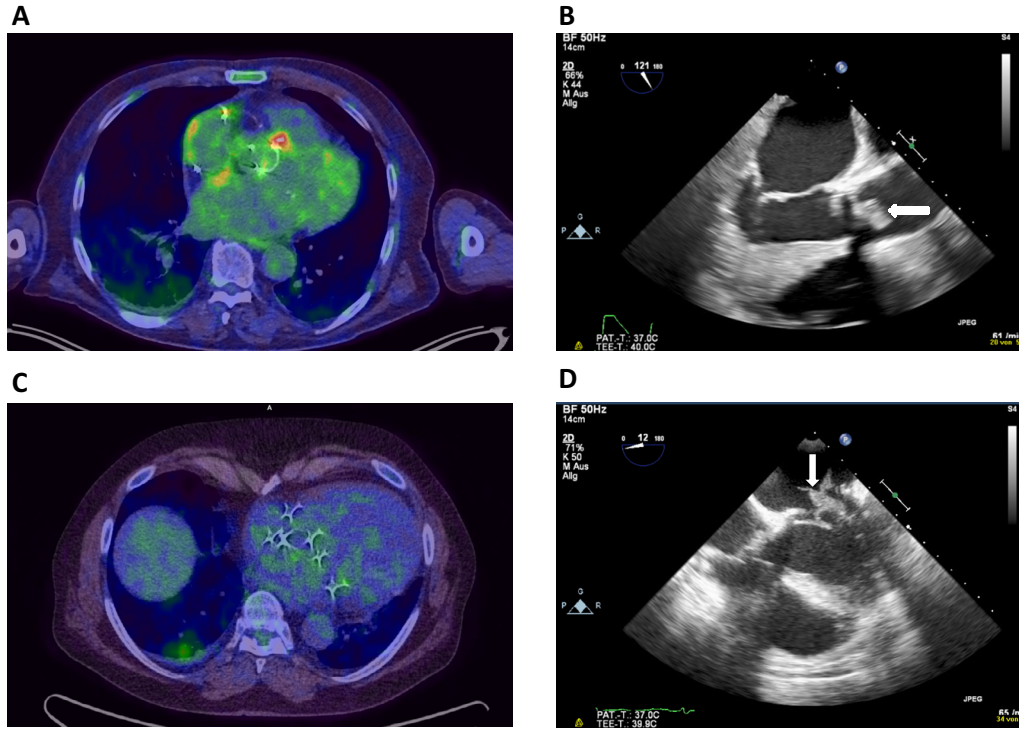 A
B
BF 50Hz
14cm
S4
2D
66%
K 44
M Aus
Allg
0 121 180
P
G
P R
JPEG
PAT.-T.: 37.0C
TEE-T.: 40.0C
C
A
D
BF 50Hz
14cm
S4
2D
71%
K 50
M Aus
Allg
0 12 180
P
G
P R
JPEG
PAT.-T.: 37.0C
TEE-T.: 39.9C
34 von